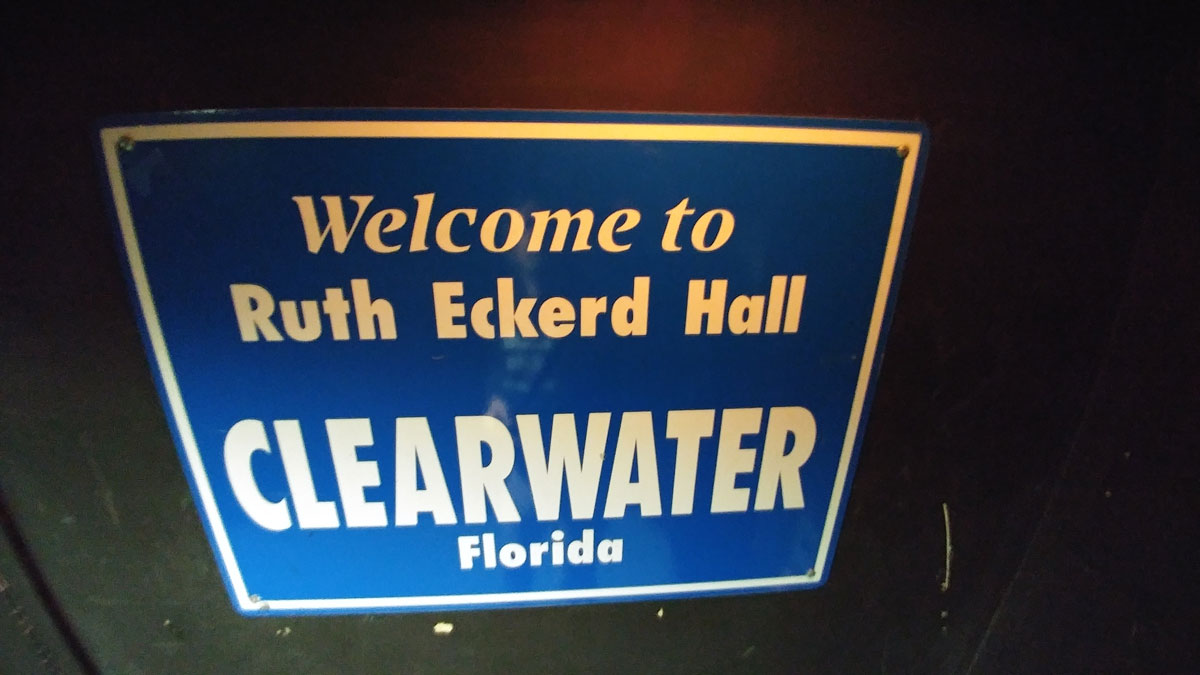 Welcome to
Ruth Eckerd Hall
CLEARWATER
Florida